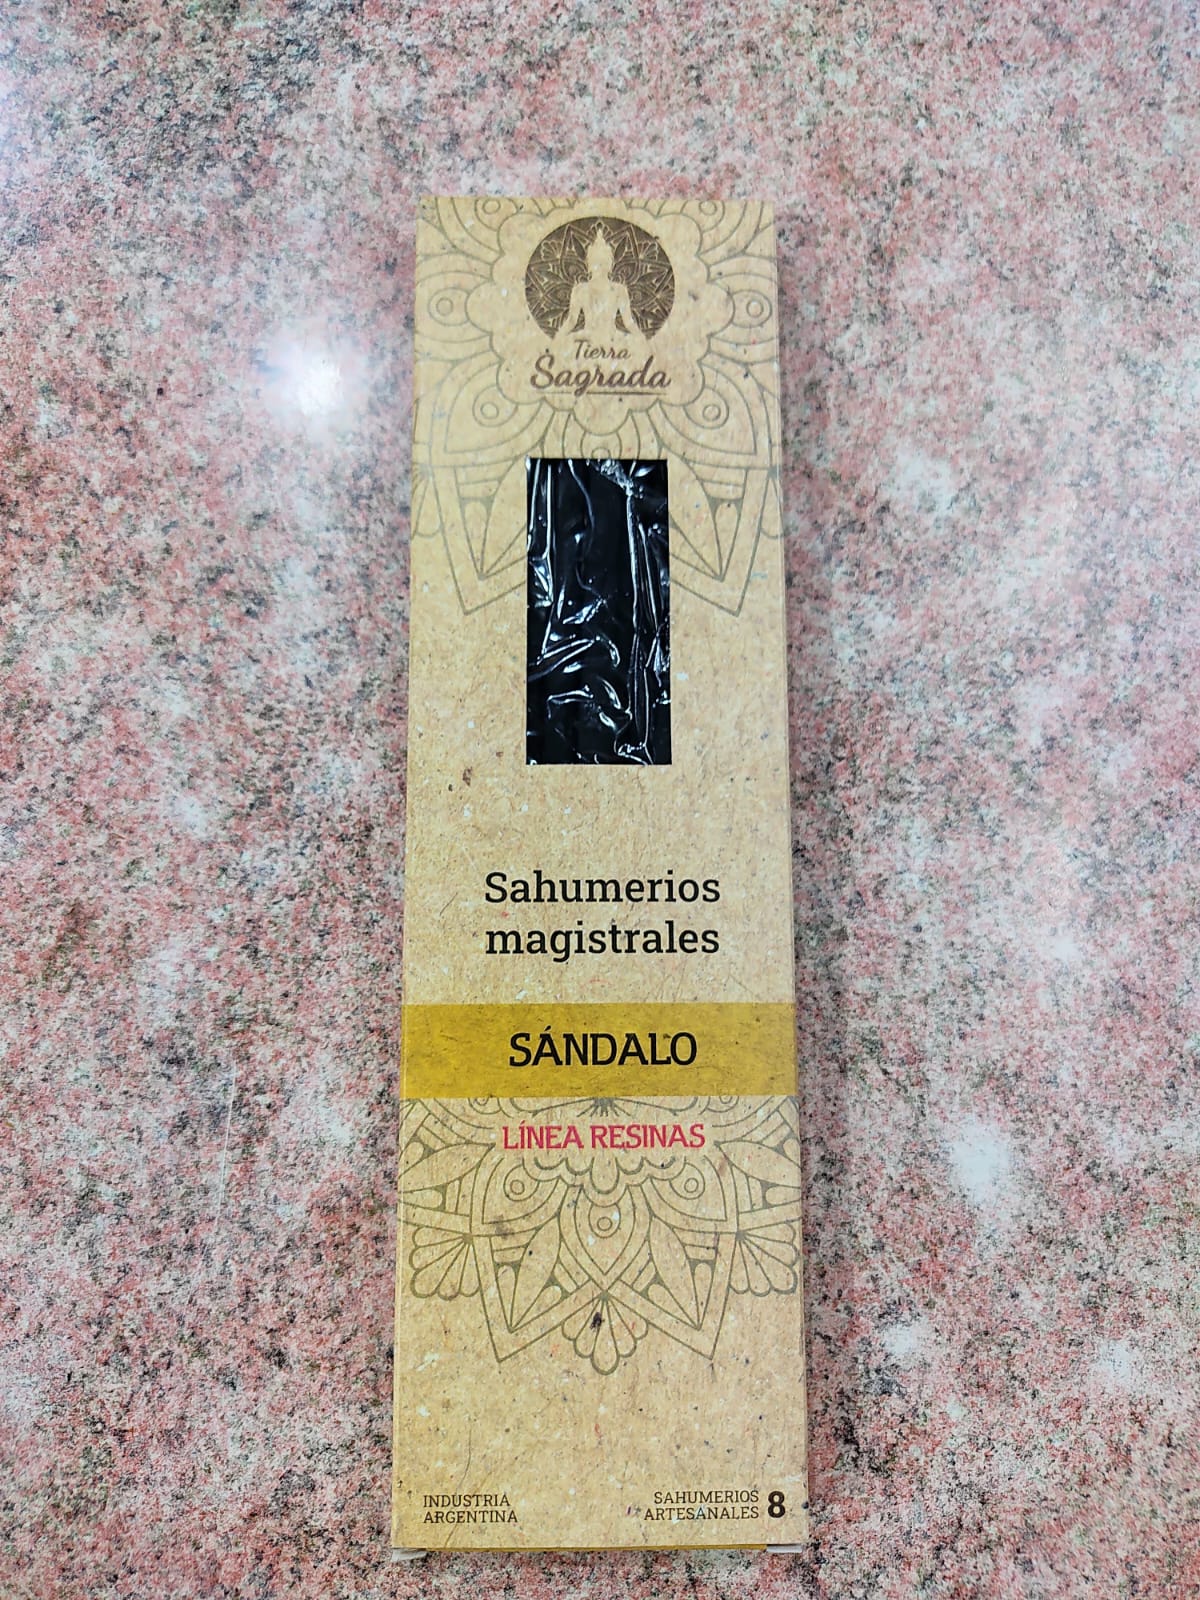 Tierra
Sagrada
Sahumerios
magistrales
SÁNDALO
LÍNEA RESINAS
INDUSTRIA
ARGENTINA
SAHUMERIOS
ARTESANALES 8